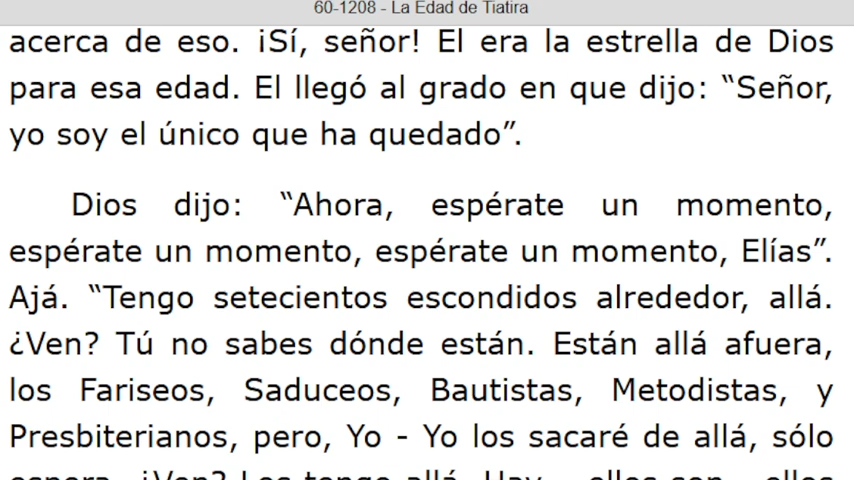 60-1208 - La Edad de Tiatira
acerca de eso. ¡Sí, señor! El era la estrella de Dios
para esa edad. El llegó al grado en que dijo: “Señor,
yo soy el único que ha quedado”.
Dios dijo: “Ahora, espérate un momento,
espérate un momento, espérate un momento, Elías”.
Ajá. “Tengo setecientos escondidos alrededor, allá.
¿Ven? Tú no sabes dónde están. Están allá afuera,
los Fariseos, Saduceos, Bautistas, Metodistas, y
Presbiterianos, pero, Yo - Yo los sacaré de allá, sólo